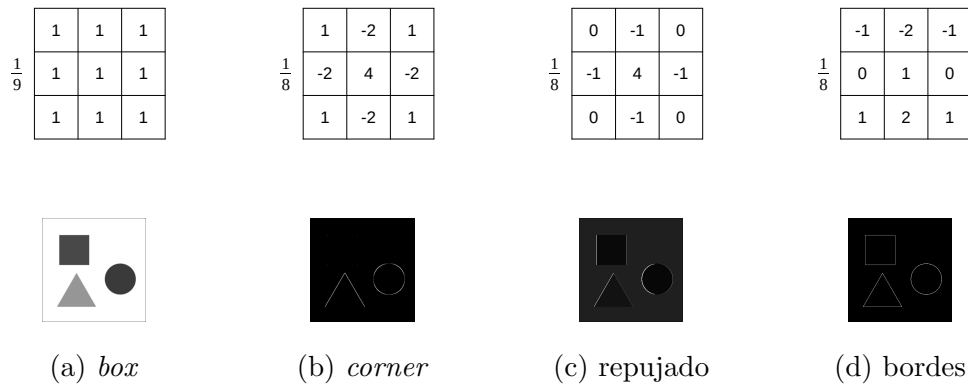 1 1 1 1 -2 1 0 -1 0 -1 -2 -1
1/9 1 1 1 1/8 -2 4 -2 1/8 -1 4 -1 1/8 0 1 0
1 1 1 1 -2 1 0 -1 0 1 2 1
(a) box (b) corner (c) repujado (d) bordes